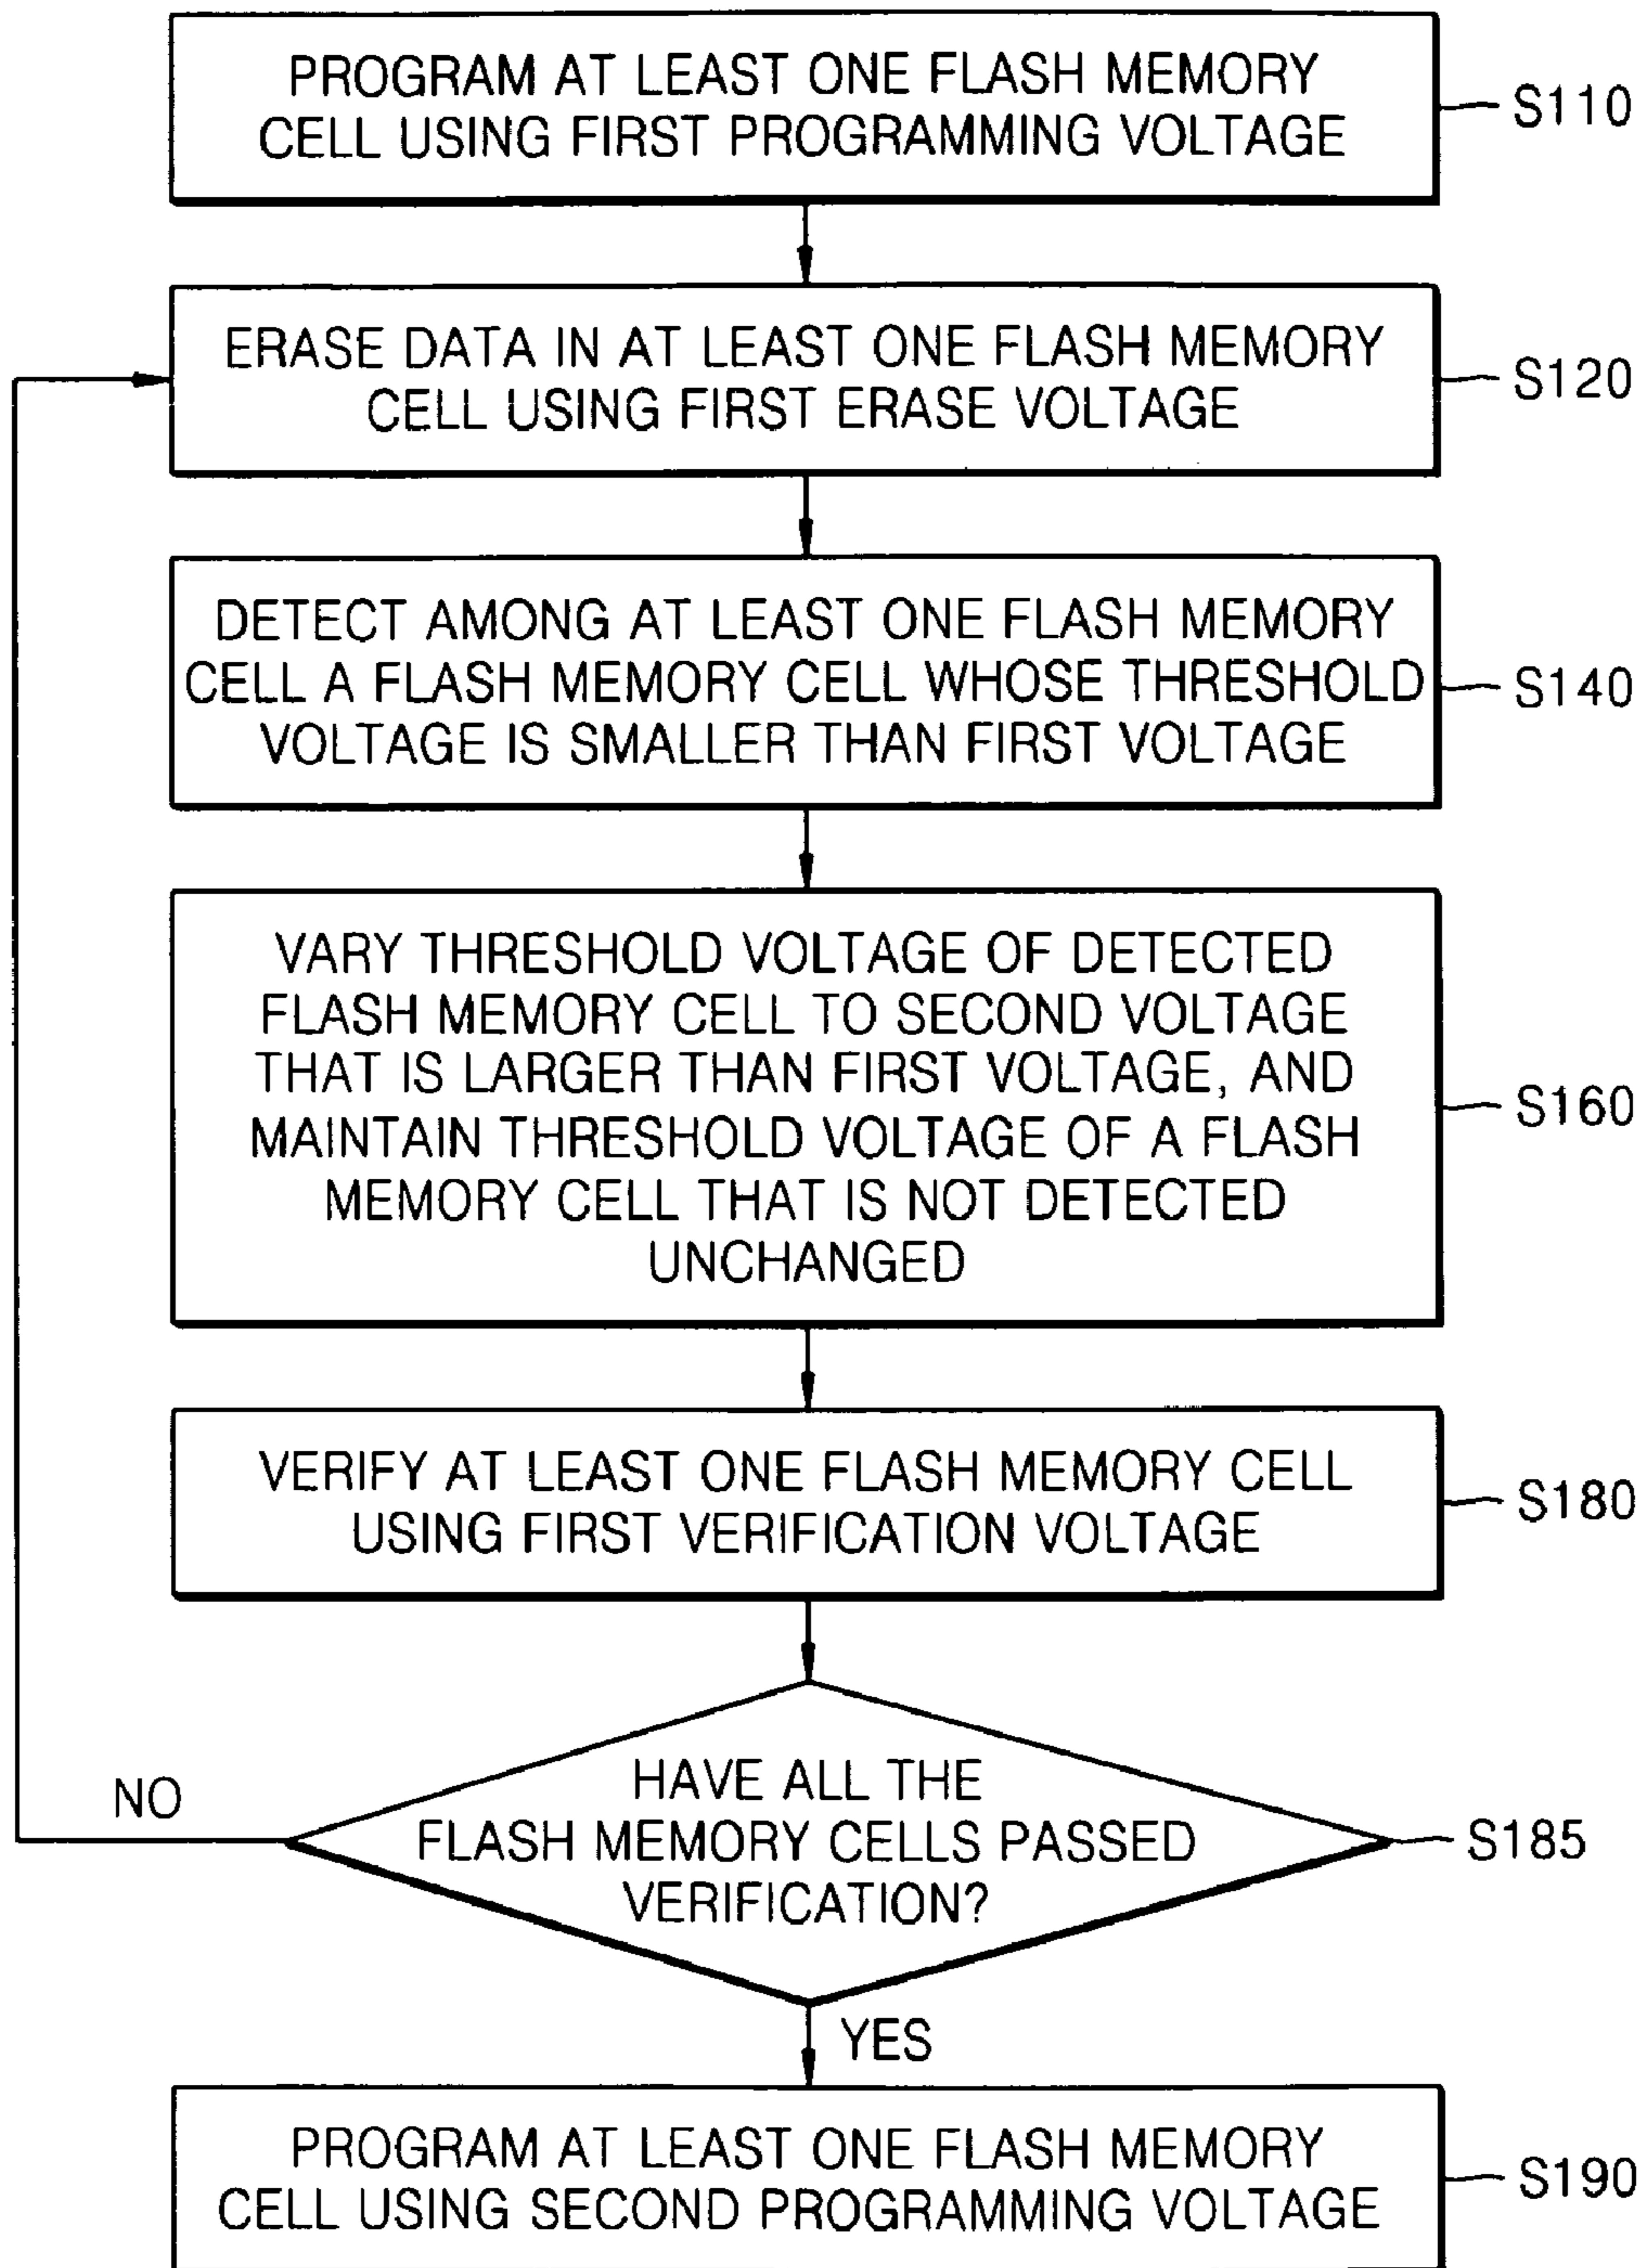 PROGRAM AT LEAST ONE FLASH MEMORY
CELL USING FIRST PROGRAMMING VOLTAGE
S110
ERASE DATA IN AT LEAST ONE FLASH MEMORY
CELL USING FIRST ERASE VOLTAGE
S120
DETECT AMONG AT LEAST ONE FLASH MEMORY
CELL A FLASH MEMORY CELL WHOSE THRESHOLD
VOLTAGE IS SMALLER THAN FIRST VOLTAGE
S140
VARY THRESHOLD VOLTAGE OF DETECTED
FLASH MEMORY CELL TO SECOND VOLTAGE
THAT IS LARGER THAN FIRST VOLTAGE, AND
MAINTAIN THRESHOLD VOLTAGE OF A FLASH
MEMORY CELL THAT IS NOT DETECTED
UNCHANGED
S160
VERIFY AT LEAST ONE FLASH MEMORY CELL
USING FIRST VERIFICATION VOLTAGE
S180
HAVE ALL THE
FLASH MEMORY CELLS PASSED
VERIFICATION?
S185
NO
YES
PROGRAM AT LEAST ONE FLASH MEMORY
CELL USING SECOND PROGRAMMING VOLTAGE
S190